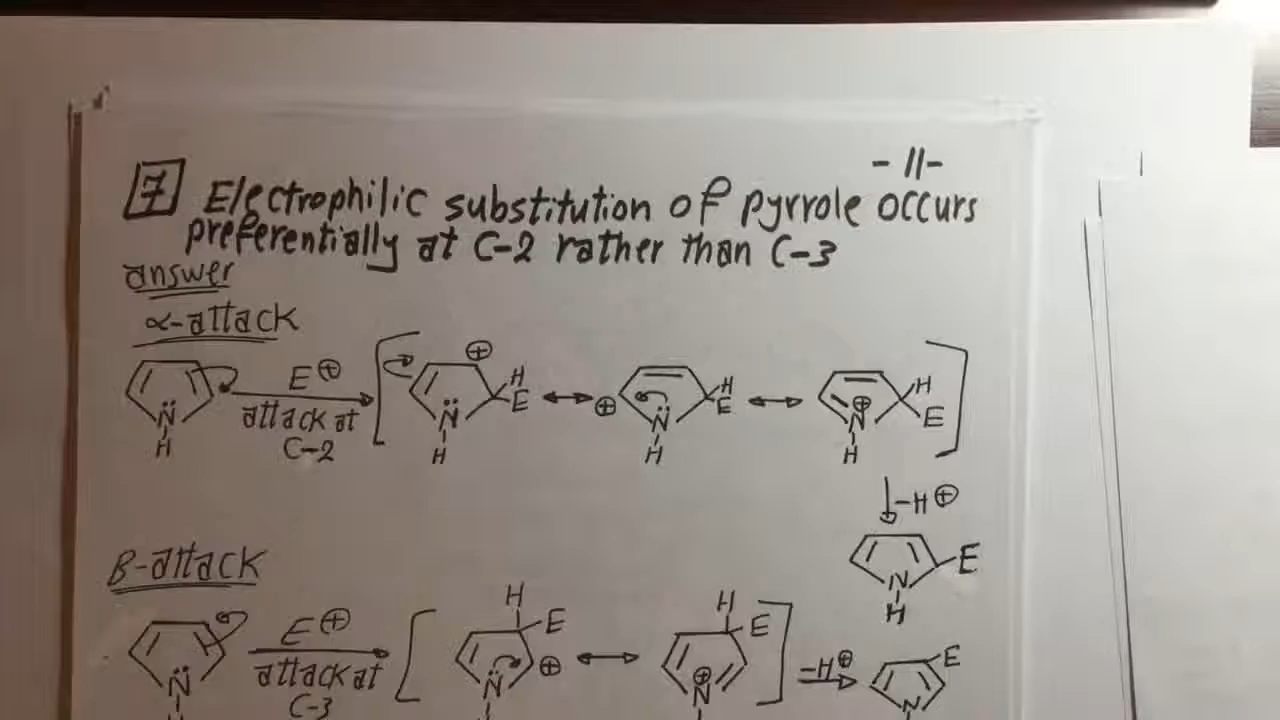 -11-
7 Electrophilic substitution of pyrrole occurs
preferentially at C-2 rather than C-3
answer
α-attack
E⊕
attack at
C-2
N
H
⊕
H
E
N
H
⊕
H
E
N
H
H
E
⊕
N
H
-H⊕
E
N
H
β-attack
E⊕
attack at
C-3
N
H
H
E
⊕
N
H
E
⊕
N
-H⊕
E
N